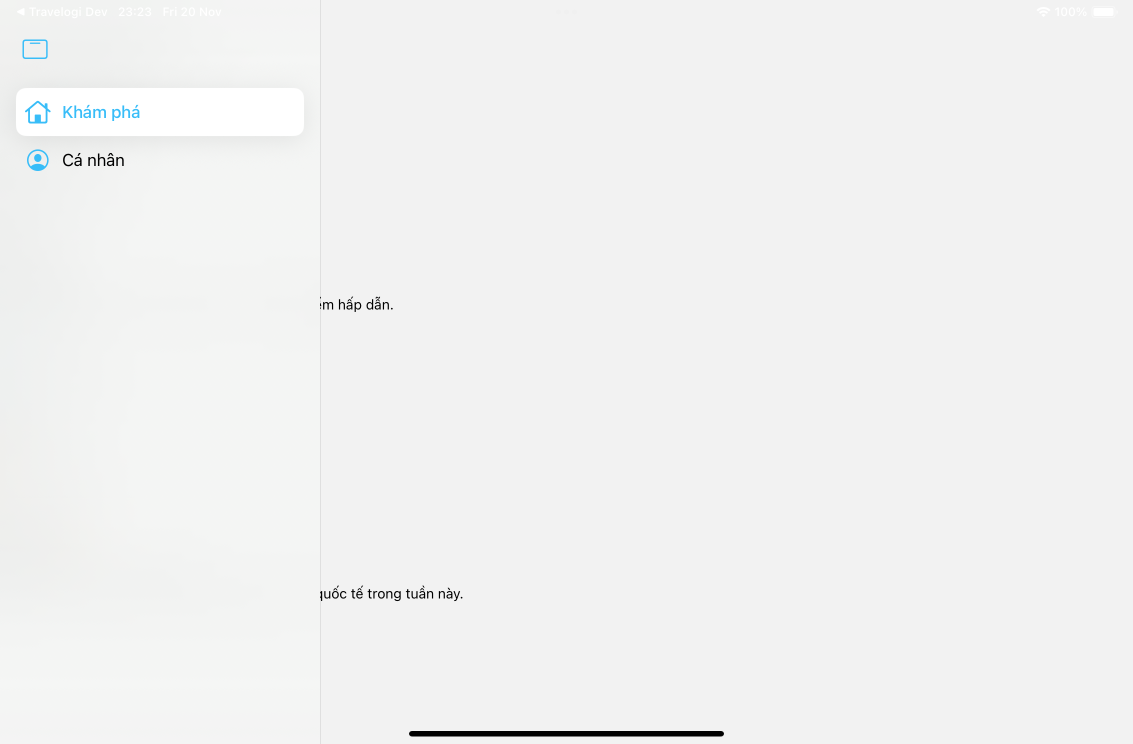 Travelogi Dev 23:23 Fri 20 Nov 100%
Khám phá
Cá nhân
hấp dẫn.
quốc tế trong tuần này.